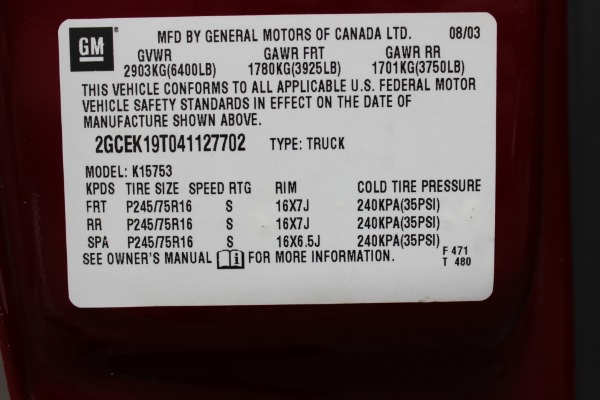 GM
MFD BY GENERAL MOTORS OF CANADA LTD. 08/03
GVWR GAWR FRT GAWR RR
2903KG(6400LB) 1780KG(3925LB) 1701KG(3750LB)
THIS VEHICLE CONFORMS TO ALL APPLICABLE U.S. FEDERAL MOTOR
VEHICLE SAFETY STANDARDS IN EFFECT ON THE DATE OF
MANUFACTURE SHOWN ABOVE.
2GCEK19T041127702 TYPE: TRUCK
MODEL: K15753
KPDS TIRE SIZE SPEED RTG RIM COLD TIRE PRESSURE
FRT P245/75R16 S 16X7J 240KPA(35PSI)
RR P245/75R16 S 16X7J 240KPA(35PSI)
SPA P245/75R16 S 16X6.5J 240KPA(35PSI)
SEE OWNER'S MANUAL i FOR MORE INFORMATION. F 471
T 480